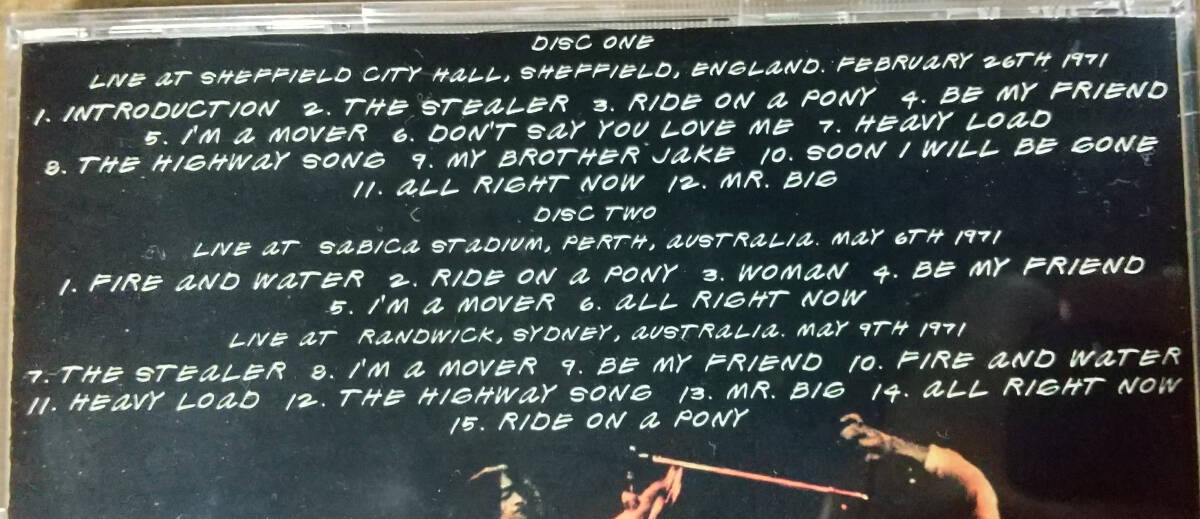 DISC ONE
LIVE AT SHEFFIELD CITY HALL, SHEFFIELD, ENGLAND. FEBRUARY 26TH 1971
1. INTRODUCTION 2. THE STEALER 3. RIDE ON A PONY 4. BE MY FRIEND
5. I'M A MOVER 6. DON'T SAY YOU LOVE ME 7. HEAVY LOAD
8. THE HIGHWAY SONG 9. MY BROTHER JAKE 10. SOON I WILL BE GONE
11. ALL RIGHT NOW 12. MR. BIG
DISC TWO
LIVE AT SABICA STADIUM, PERTH, AUSTRALIA. MAY 6TH 1971
1. FIRE AND WATER 2. RIDE ON A PONY 3. WOMAN 4. BE MY FRIEND
5. I'M A MOVER 6. ALL RIGHT NOW
LIVE AT RANDWICK, SYDNEY, AUSTRALIA. MAY 9TH 1971
7. THE STEALER 8. I'M A MOVER 9. BE MY FRIEND 10. FIRE AND WATER
11. HEAVY LOAD 12. THE HIGHWAY SONG 13. MR. BIG 14. ALL RIGHT NOW
15. RIDE ON A PONY